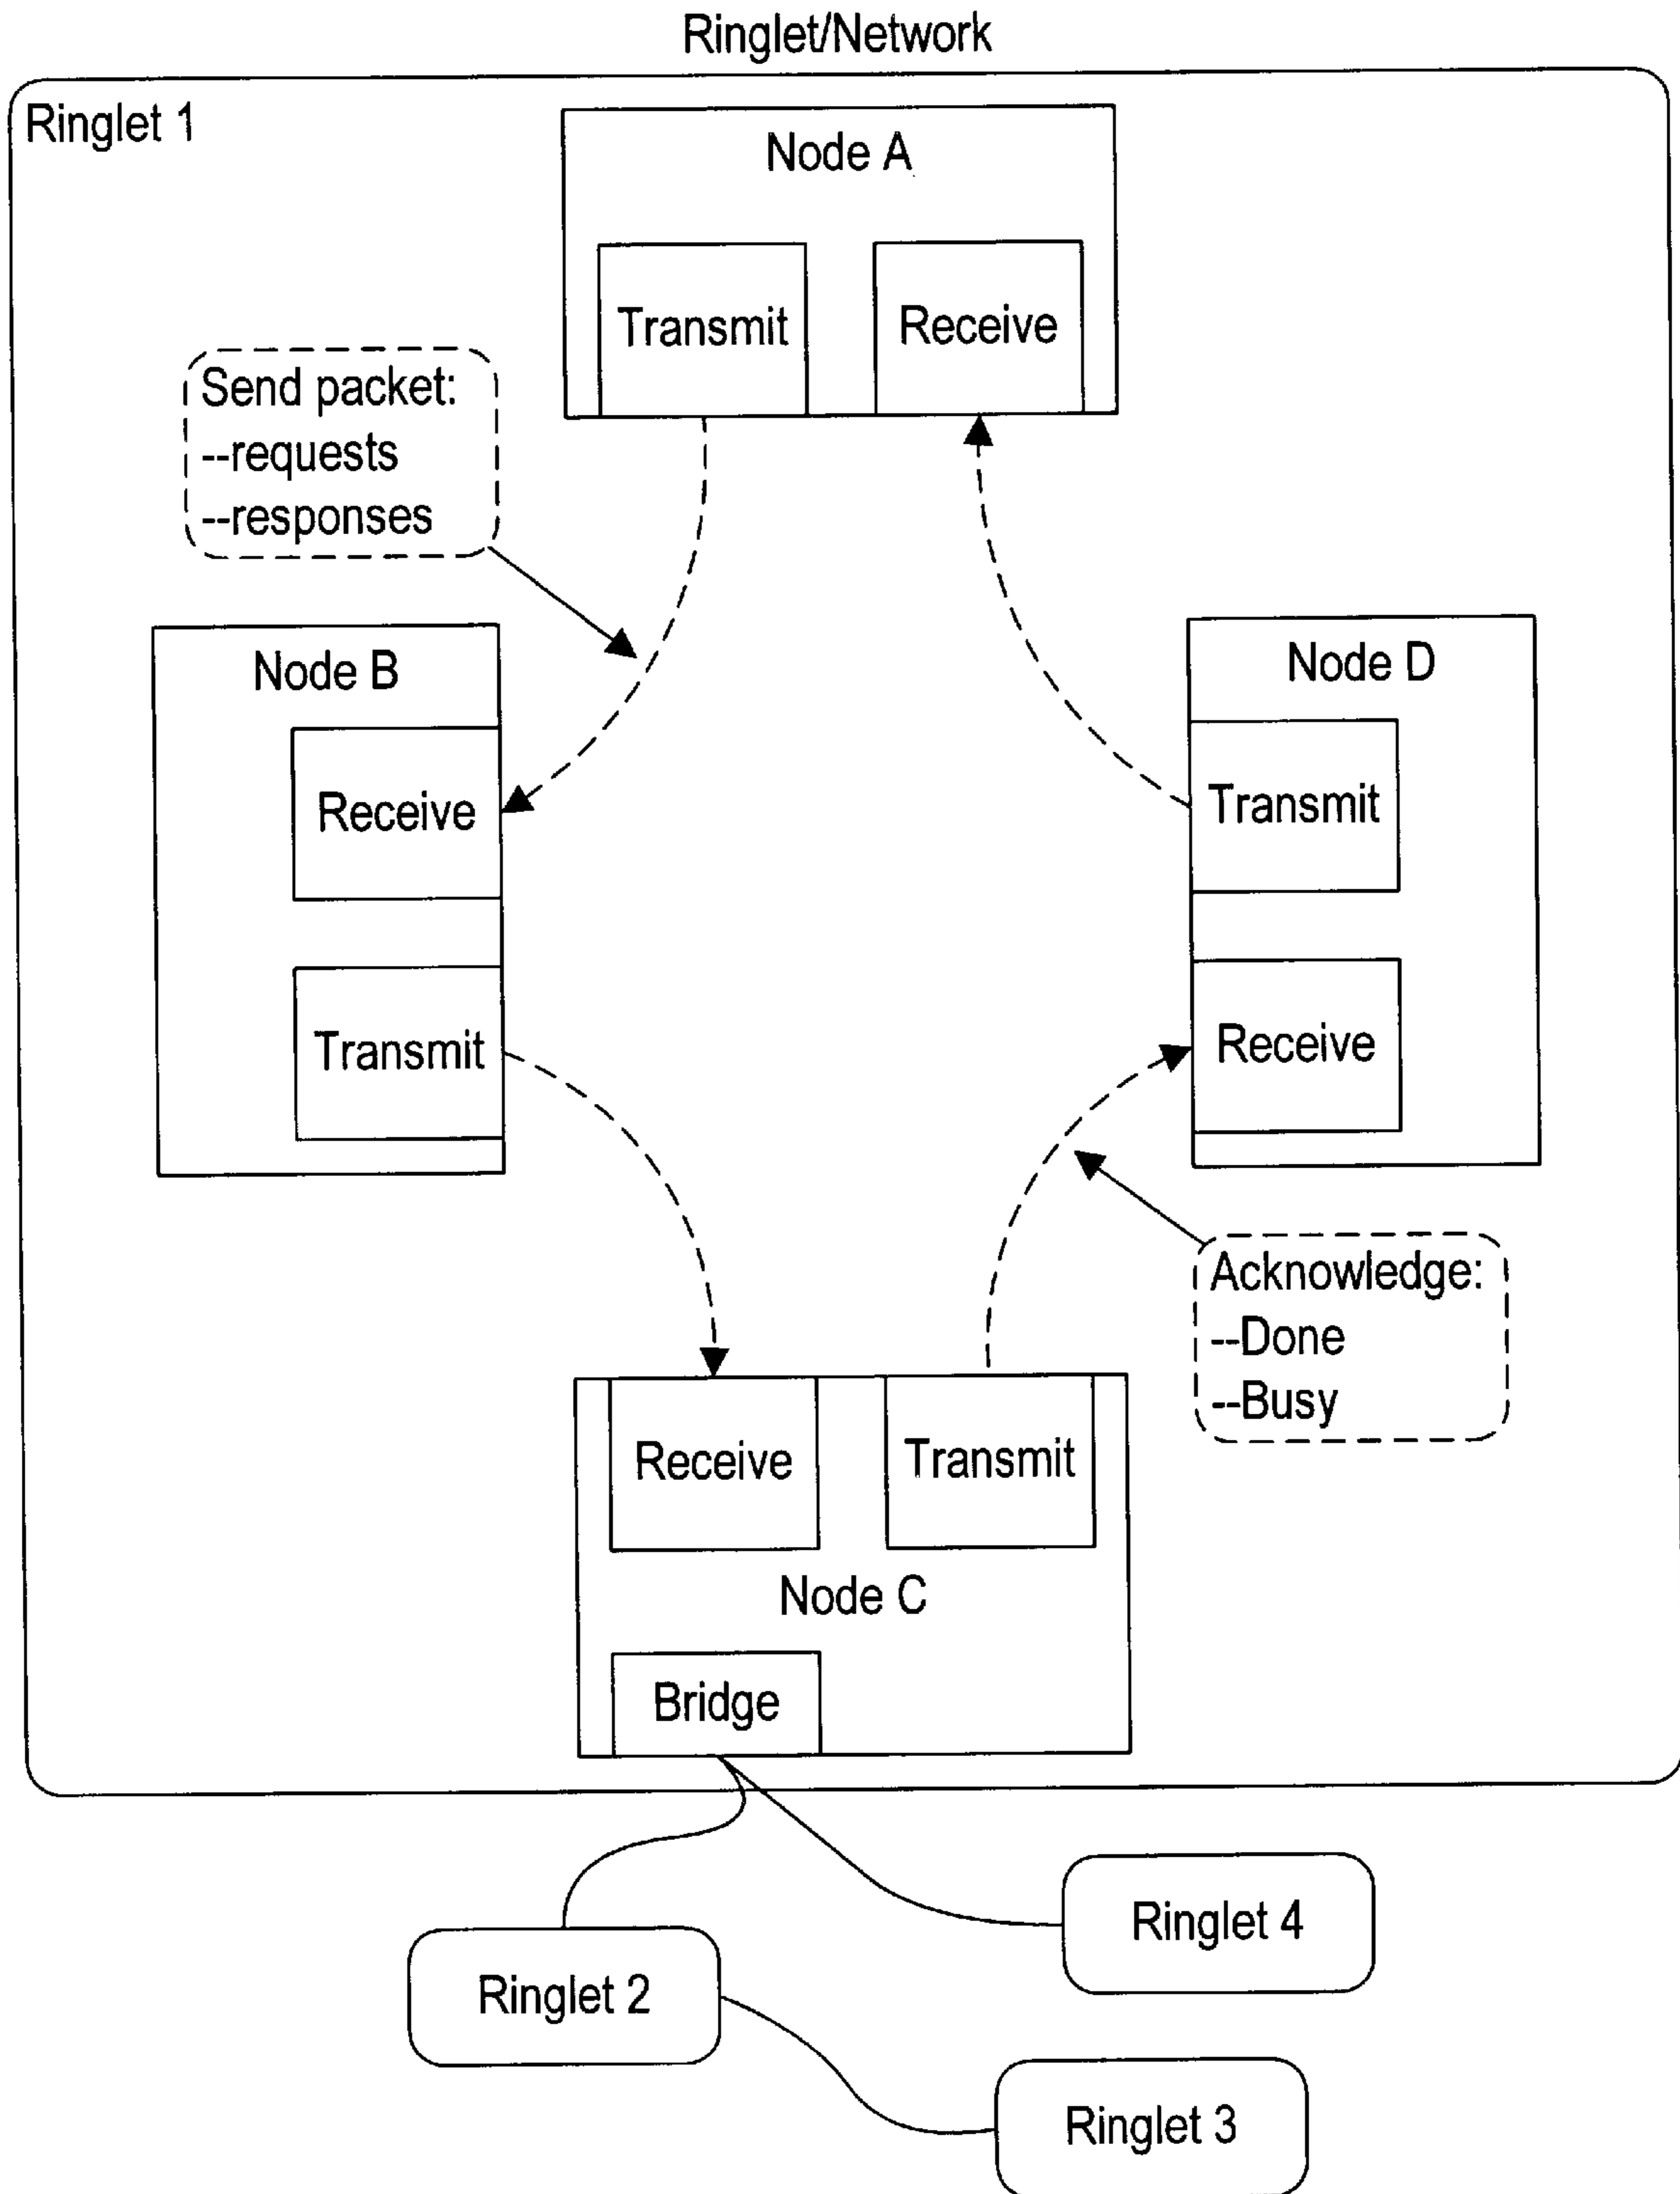 Ringlet/Network
Ringlet 1
Node A
Transmit
Receive
Send packet:
--requests
--responses
Node B
Receive
Transmit
Node D
Transmit
Receive
Acknowledge:
--Done
--Busy
Receive
Transmit
Node C
Bridge
Ringlet 4
Ringlet 2
Ringlet 3